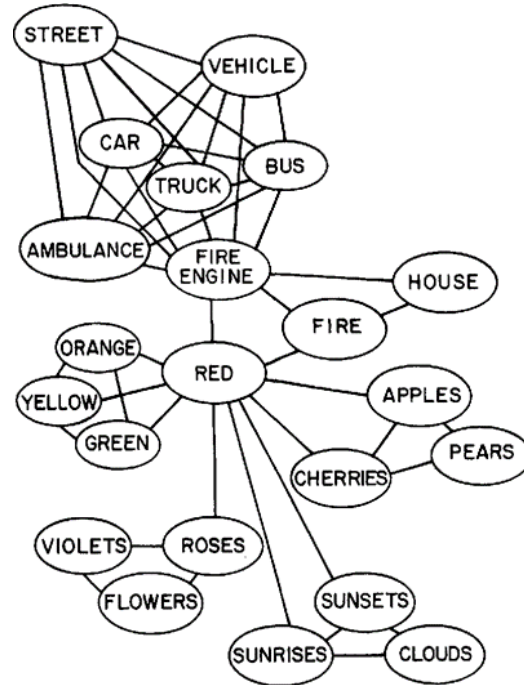 STREET
VEHICLE
CAR
BUS
TRUCK
AMBULANCE
FIRE
ENGINE
HOUSE
FIRE
ORANGE
RED
YELLOW
APPLES
GREEN
PEARS
CHERRIES
VIOLETS
ROSES
FLOWERS
SUNSETS
SUNRISES
CLOUDS